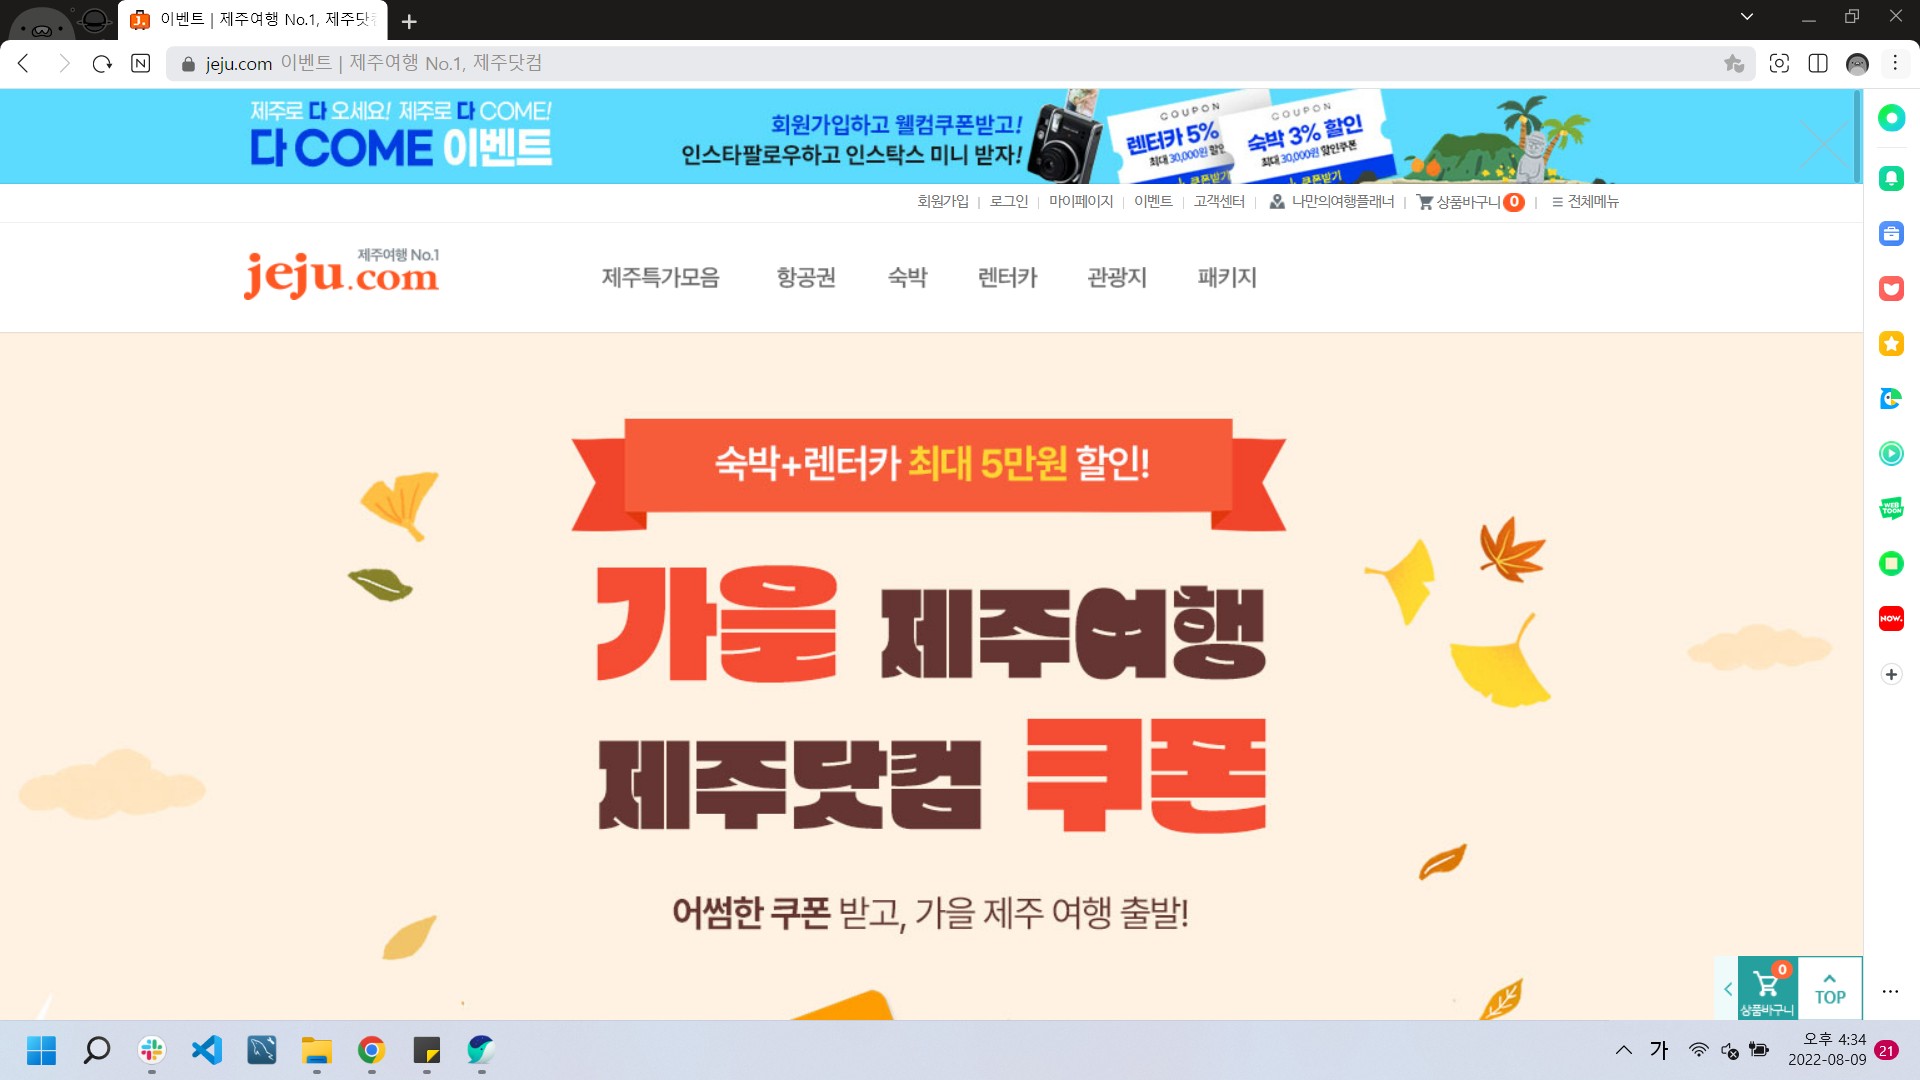 이벤트 | 제주여행 No.1, 제주닷
jeju.com 이벤트 | 제주여행 No.1, 제주닷컴
제주로 다 오세요! 제주로 다 COME!
다 COME 이벤트
회원가입하고 웰컴쿠폰받고!
인스타팔로우하고 인스탁스 미니 받자!
COUPON
렌터카 5%
최대 30,000원 할인
쿠폰받기
COUPON
숙박 3% 할인
최대 30,000원 할인쿠폰
쿠폰받기
회원가입 | 로그인 | 마이페이지 | 이벤트 | 고객센터 | 나만의여행플래너 | 상품바구니 0 | 전체메뉴
제주여행 No.1
jeju.com
제주특가모음 항공권 숙박 렌터카 관광지 패키지
숙박+렌터카 최대 5만원 할인!
가을 제주여행
제주닷컴 쿠폰
어썸한 쿠폰 받고, 가을 제주 여행 출발!
WEB
TOON
NOW.
0
상품바구니
TOP
가
오후 4:34
2022-08-09
21